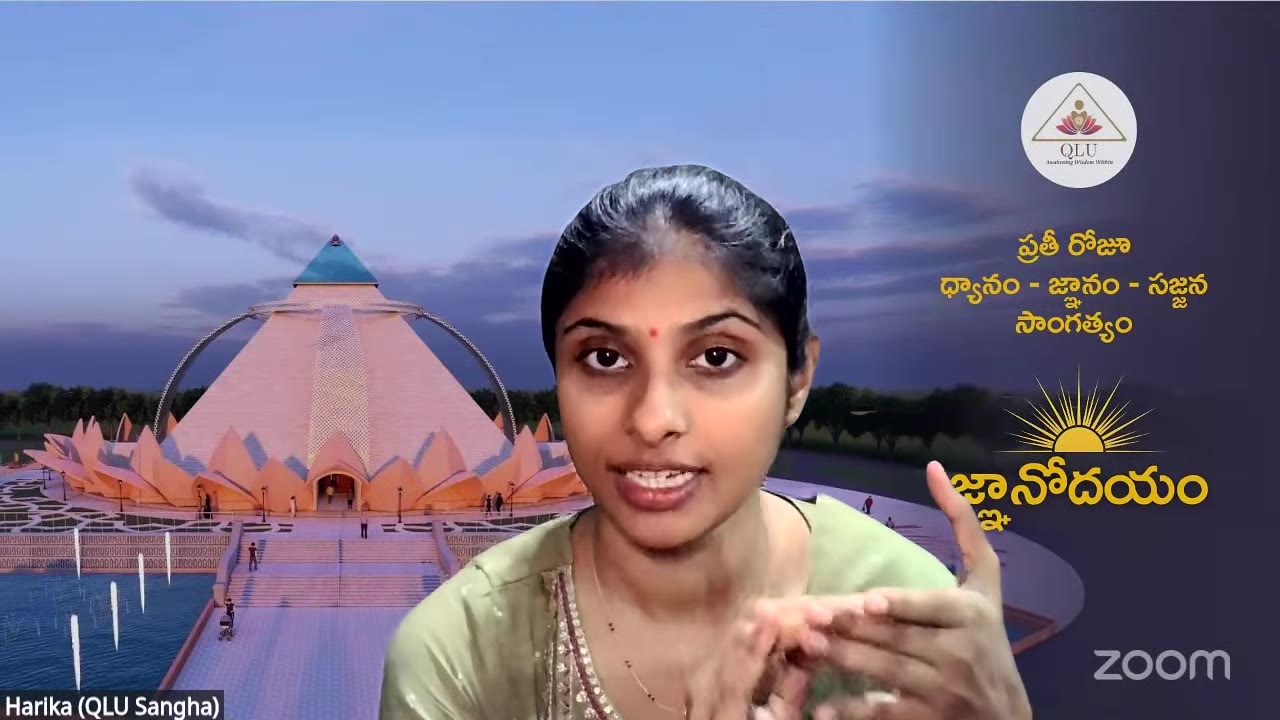 QLU
Awakening Wisdom Within
ప్రతీ రోజూ
ధ్యానం - జ్ఞానం - సజ్జన
సాంగత్యం
జ్ఞానోదయం
zoom
Harika (QLU Sangha)